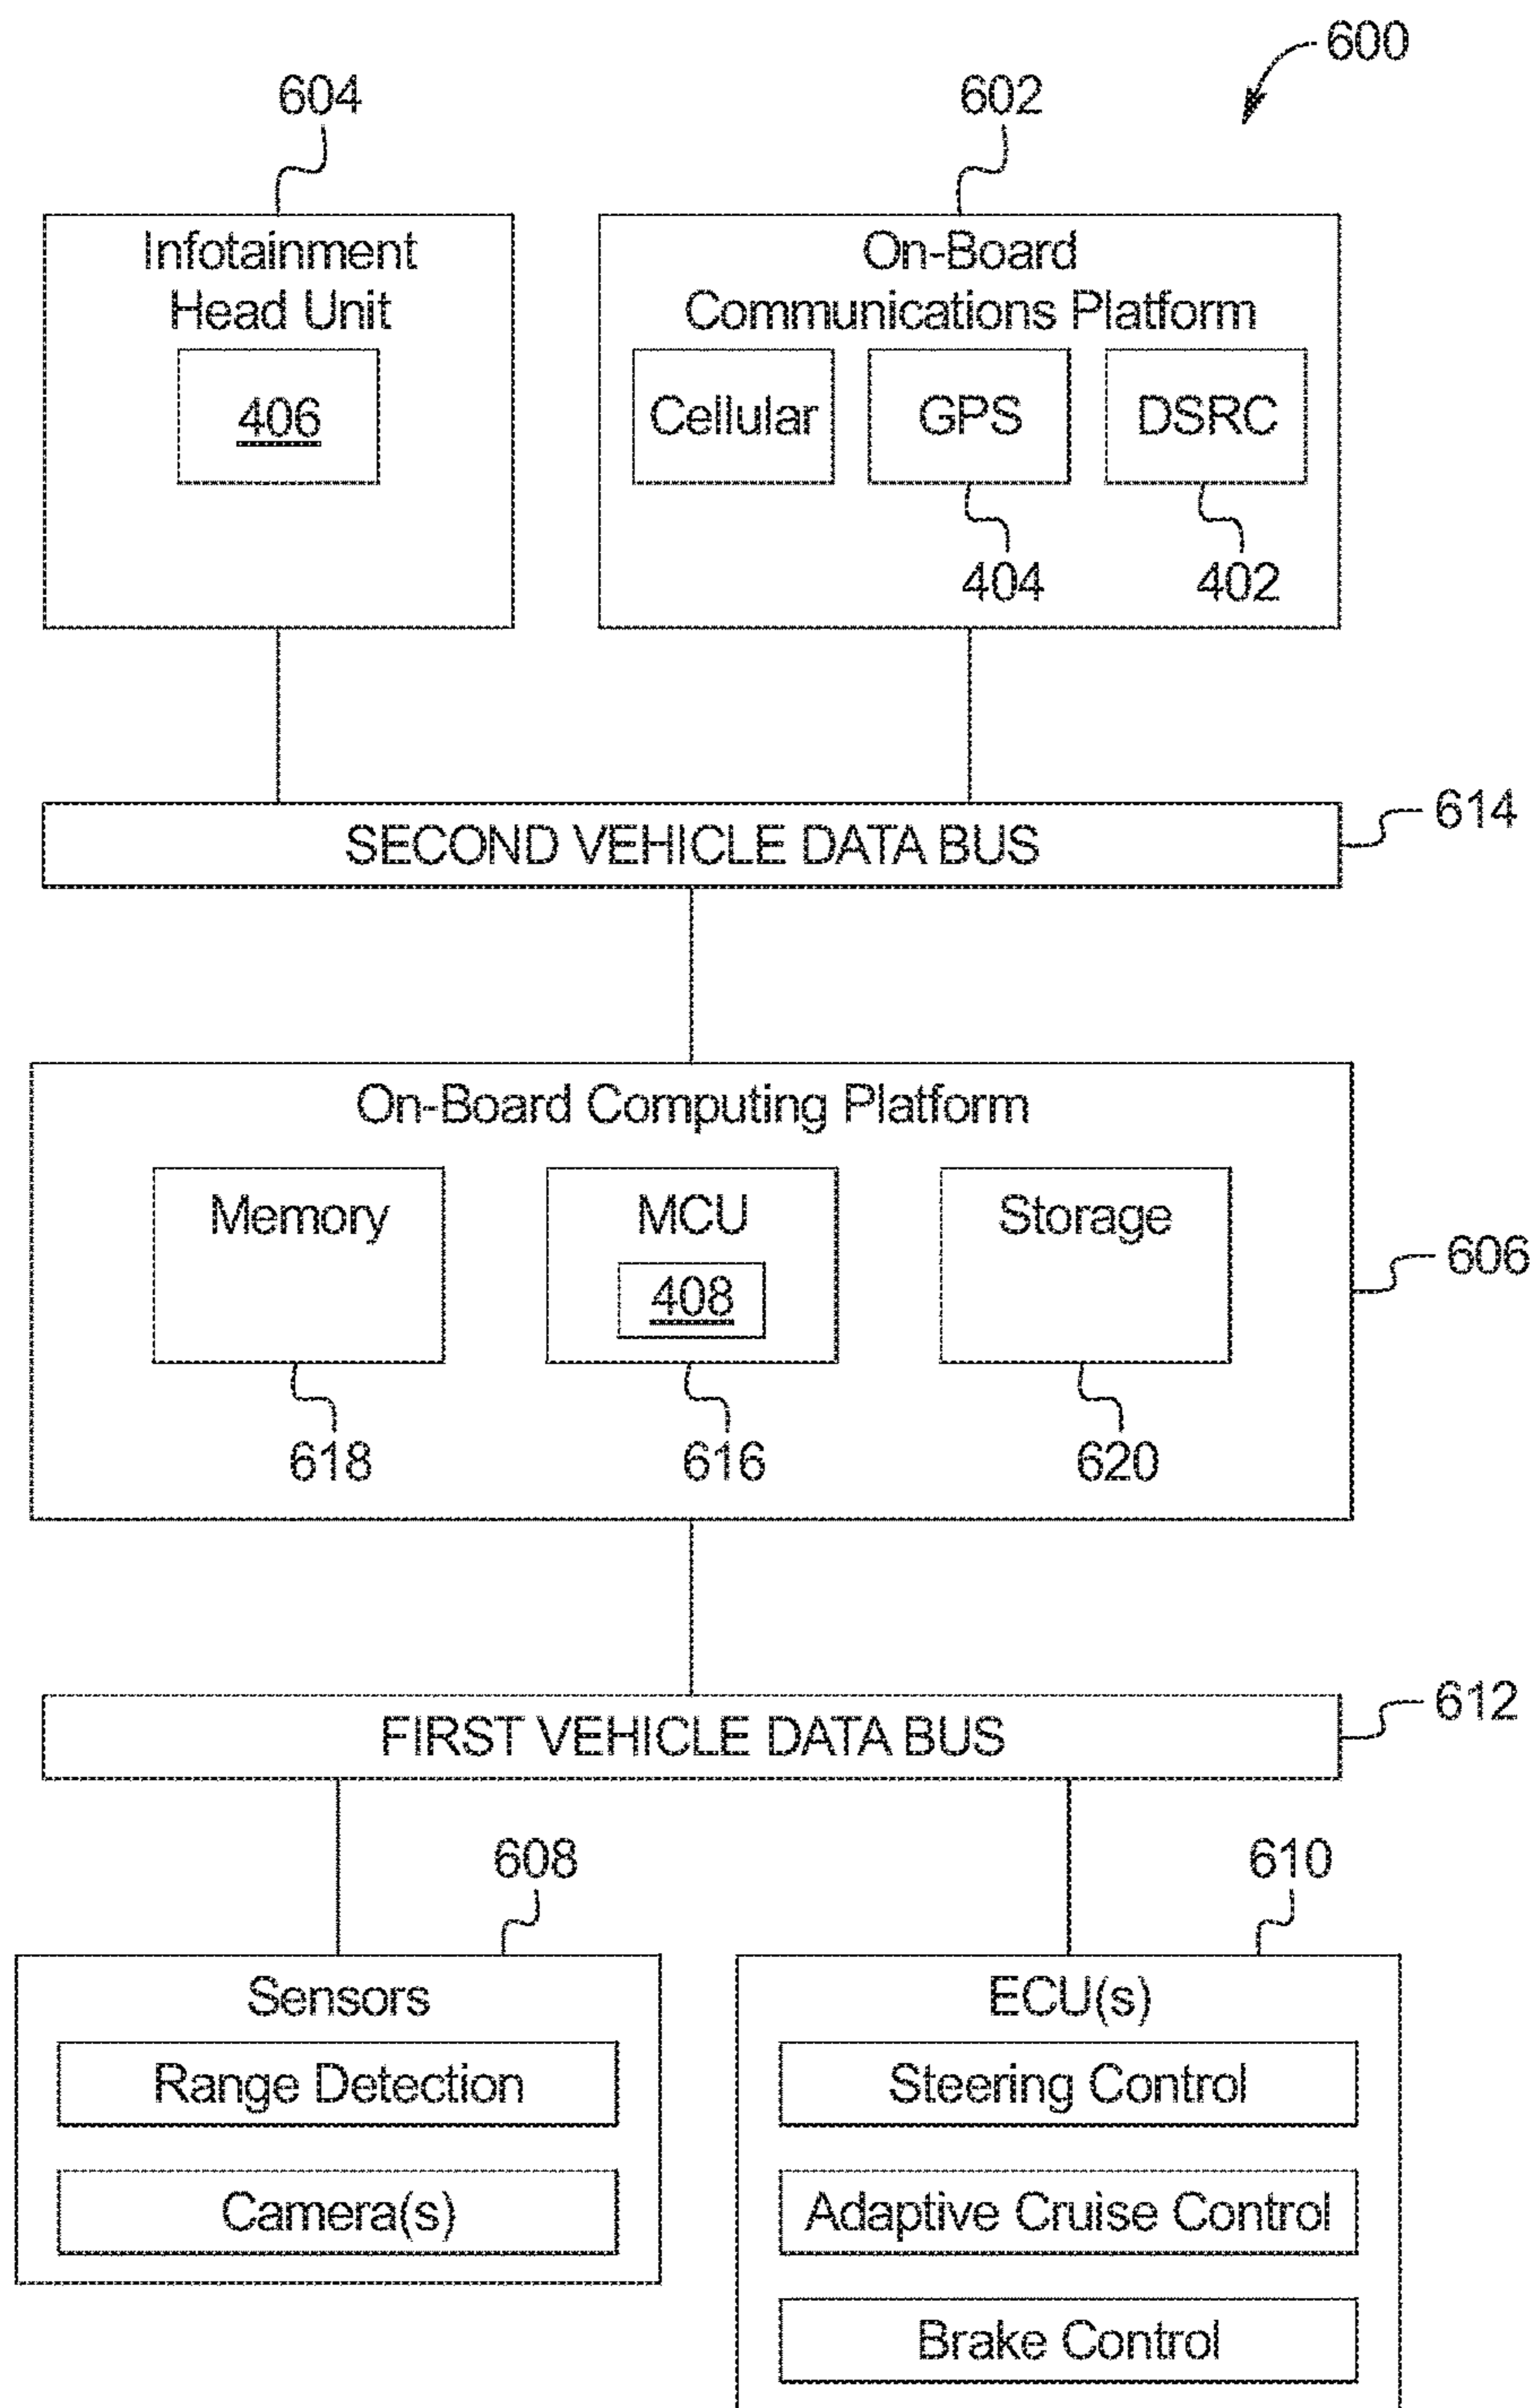 600
604
602
Infotainment
Head Unit
406
On-Board
Communications Platform
Cellular
GPS
DSRC
404
402
SECOND VEHICLE DATA BUS
614
On-Board Computing Platform
Memory
MCU
408
Storage
606
618
616
620
FIRST VEHICLE DATA BUS
612
608
610
Sensors
Range Detection
Camera(s)
ECU(s)
Steering Control
Adaptive Cruise Control
Brake Control